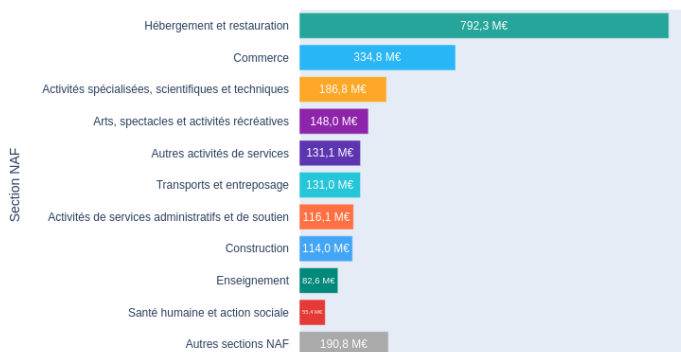 Hébergement et restauration 792,3 M€
Commerce 334,8 M€
Activités spécialisées, scientifiques et techniques 186,8 M€
Arts, spectacles et activités récréatives 148,0 M€
Autres activités de services 131,1 M€
Transports et entreposage 131,0 M€
Activités de services administratifs et de soutien 116,1 M€
Construction 114,0 M€
Enseignement 82,6 M€
Santé humaine et action sociale 55,4 M€
Autres sections NAF 190,8 M€
Section NAF